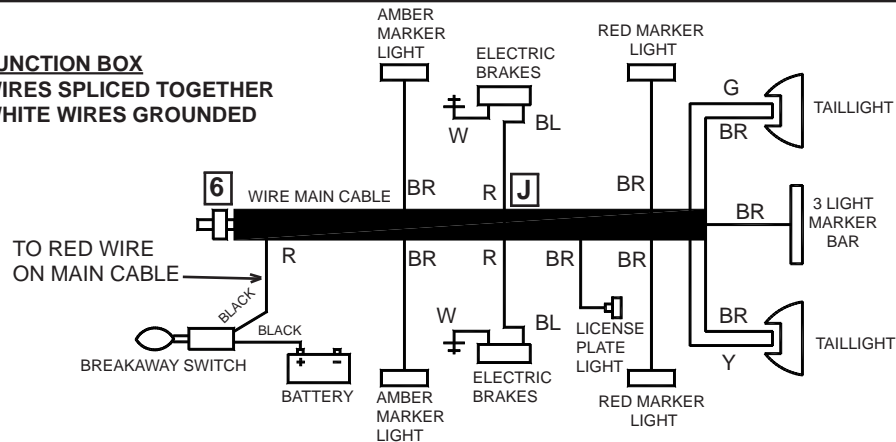 UNCTION BOX
WIRES SPLICED TOGETHER
WHITE WIRES GROUNDED
AMBER
MARKER
LIGHT
ELECTRIC
BRAKES
RED MARKER
LIGHT
W
BL
G
BR
TAILLIGHT
6
WIRE MAIN CABLE
BR
R
J
BR
BR
3 LIGHT
MARKER
BAR
TO RED WIRE
ON MAIN CABLE
R
BR
R
BR
BR
BLACK
BLACK
BREAKAWAY SWITCH
+ -
BATTERY
W
BL
LICENSE
PLATE
LIGHT
BR
Y
TAILLIGHT
AMBER
MARKER
LIGHT
ELECTRIC
BRAKES
RED MARKER
LIGHT